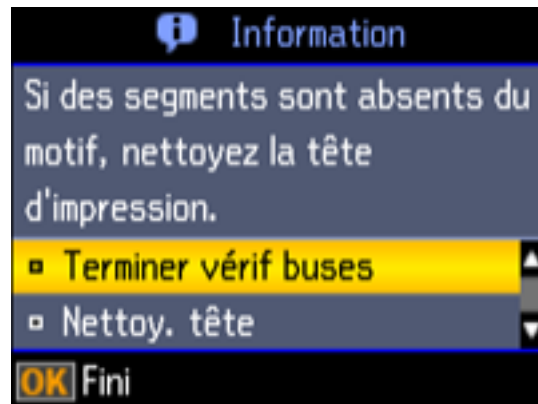 Information
Si des segments sont absents du
motif, nettoyez la tête
d'impression.
Terminer vérif buses
Nettoy. tête
OK Fini